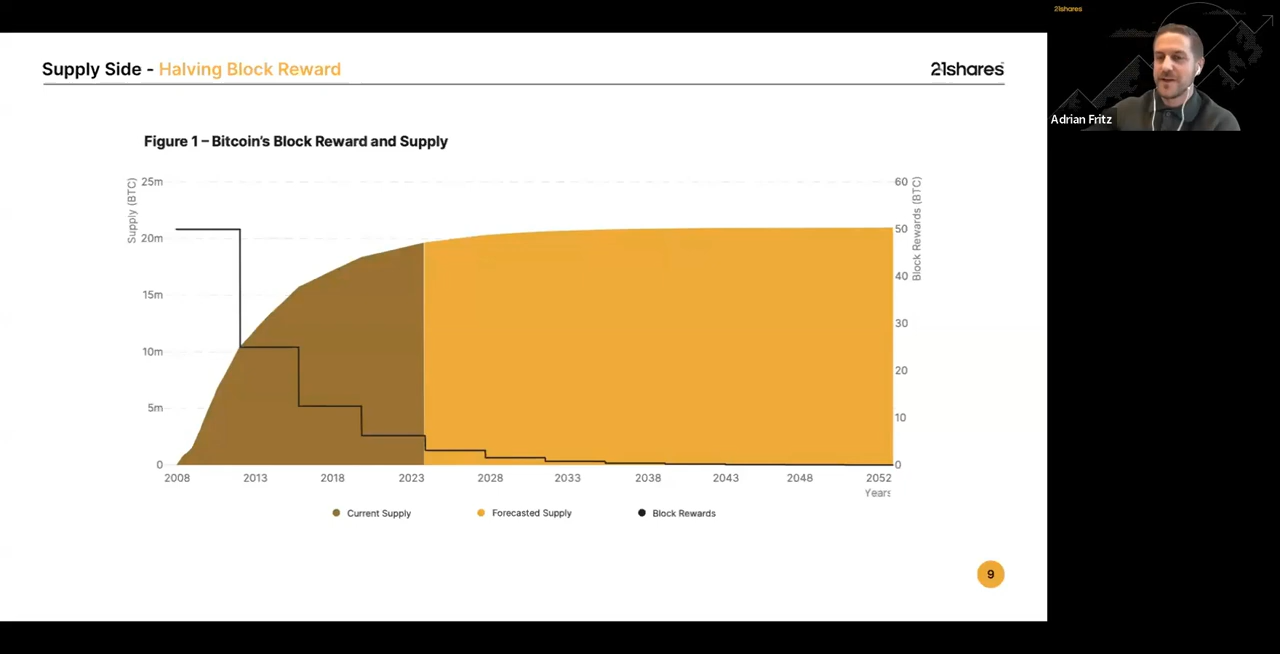 21shares
Supply Side - Halving Block Reward
21shares
Adrian Fritz
Figure 1 – Bitcoin's Block Reward and Supply
Supply (BTC)
25m
20m
15m
10m
5m
0
60
50
40
30
20
10
0
Block Rewards (BTC)
2008 2013 2018 2023 2028 2033 2038 2043 2048 2052
Years
Current Supply Forecasted Supply Block Rewards
9